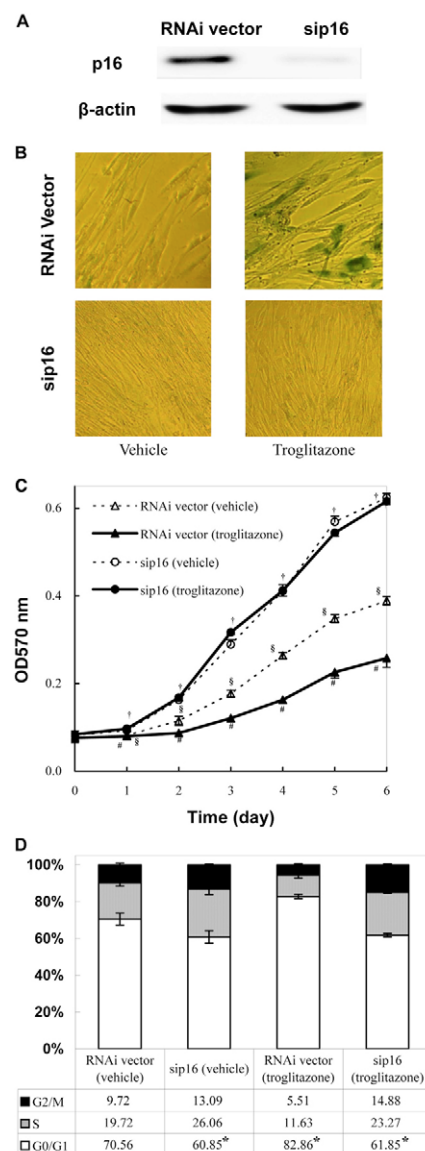 A
RNAi vector sip16
p16
β-actin
B
RNAi Vector
sip16
Vehicle Troglitazone
C
0.6
0.4
0.2
0.0
OD570 nm
RNAi vector (vehicle)
RNAi vector (troglitazone)
sip16 (vehicle)
sip16 (troglitazone)
† † † † † †
§ § § § § §
# # # # # #
0 1 2 3 4 5 6
Time (day)
D
100%
80%
60%
40%
20%
0%
RNAi vector (vehicle) sip16 (vehicle) RNAi vector (troglitazone) sip16 (troglitazone)
G2/M 9.72 13.09 5.51 14.88
S 19.72 26.06 11.63 23.27
G0/G1 70.56 60.85* 82.86* 61.85*